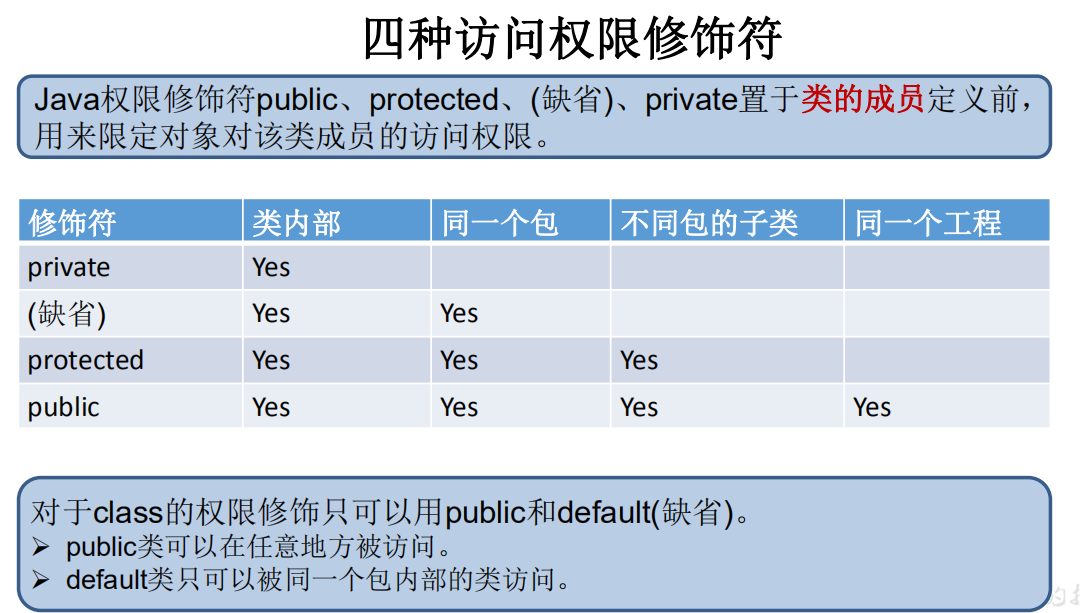 四种访问权限修饰符
Java权限修饰符public、protected、(缺省)、private置于类的成员定义前，
用来限定对象对该类成员的访问权限。
修饰符 类内部 同一个包 不同包的子类 同一个工程
private Yes
(缺省) Yes Yes
protected Yes Yes Yes
public Yes Yes Yes Yes
对于class的权限修饰只可以用public和default(缺省)。
➢ public类可以在任意地方被访问。
➢ default类只可以被同一个包内部的类访问。